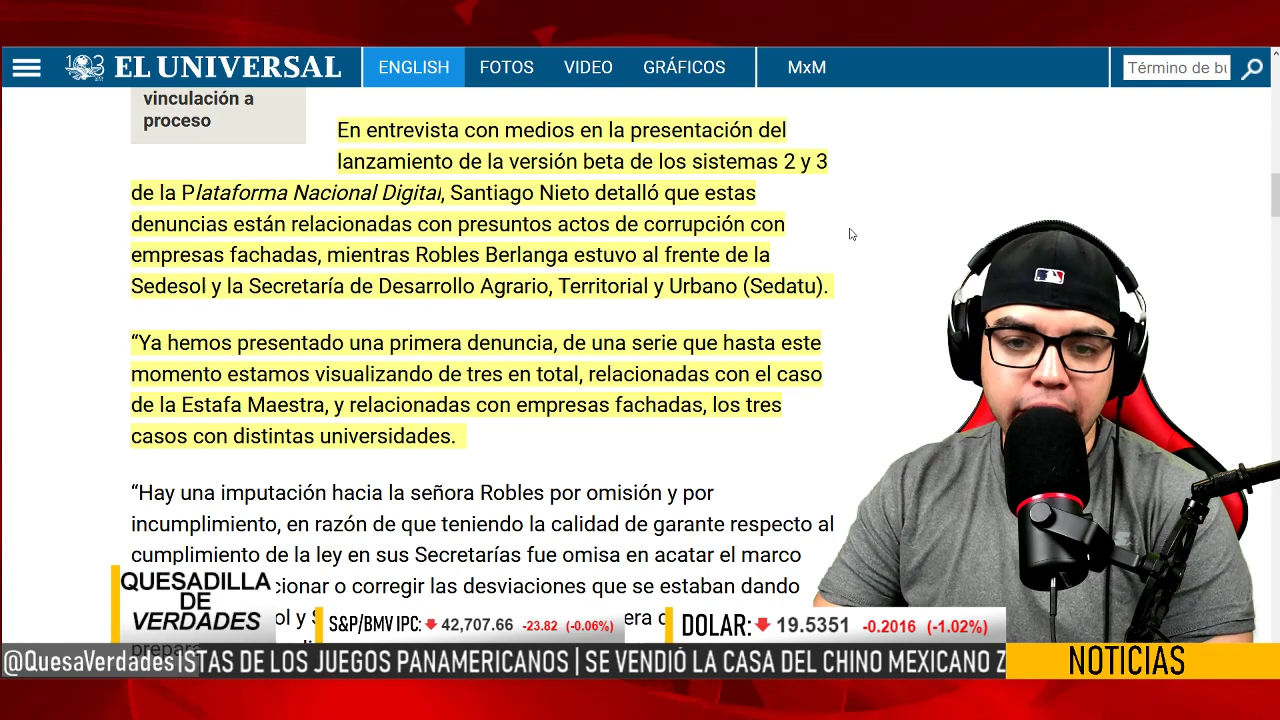 103 EL UNIVERSAL
ENGLISH
FOTOS
VIDEO
GRÁFICOS
MxM
Término de bu
vinculación a
proceso
En entrevista con medios en la presentación del
lanzamiento de la versión beta de los sistemas 2 y 3
de la Plataforma Nacional Digital, Santiago Nieto detalló que estas
denuncias están relacionadas con presuntos actos de corrupción con
empresas fachadas, mientras Robles Berlanga estuvo al frente de la
Sedesol y la Secretaría de Desarrollo Agrario, Territorial y Urbano (Sedatu).
“Ya hemos presentado una primera denuncia, de una serie que hasta este
momento estamos visualizando de tres en total, relacionadas con el caso
de la Estafa Maestra, y relacionadas con empresas fachadas, los tres
casos con distintas universidades.
“Hay una imputación hacia la señora Robles por omisión y por
incumplimiento, en razón de que teniendo la calidad de garante respecto al
cumplimiento de la ley en sus Secretarías fue omisa en acatar el marco
cionar o corregir las desviaciones que se estaban dando
ol y
QUESADILLA
DE
VERDADES
S&P/BMV IPC: 42,707.66 -23.82 (-0.06%)
DOLAR: 19.5351 -0.2016 (-1.02%)
@QuesaVerdades
ISTAS DE LOS JUEGOS PANAMERICANOS | SE VENDIÓ LA CASA DEL CHINO MEXICANO Z
NOTICIAS